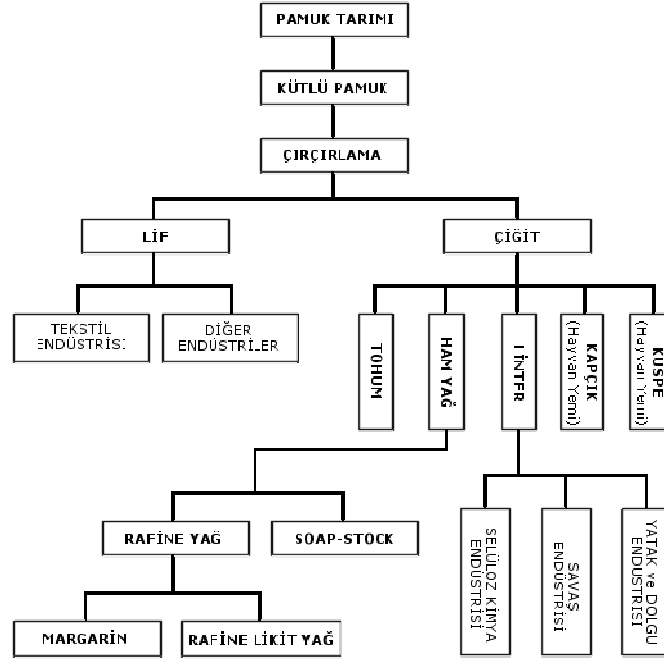 PAMUK TARIMI
KÜTLÜ PAMUK
ÇIRÇIRLAMA
LİF
ÇİĞİT
TEKSTİL
ENDÜSTRİSİ
DİĞER
ENDÜSTRİLER
TOHUM
HAM YAĞ
LİNTER
KAPÇIK
(Hayvan Yemi)
KÜSPE
(Hayvan Yemi)
RAFİNE YAĞ
SOAP-STOCK
SELÜLOZ KİMYA
ENDÜSTRİSİ
SAVAŞ
ENDÜSTRİSİ
YATAK ve DOLGU
ENDUSTRISI
MARGARİN
RAFİNE LİKİT YAĞ